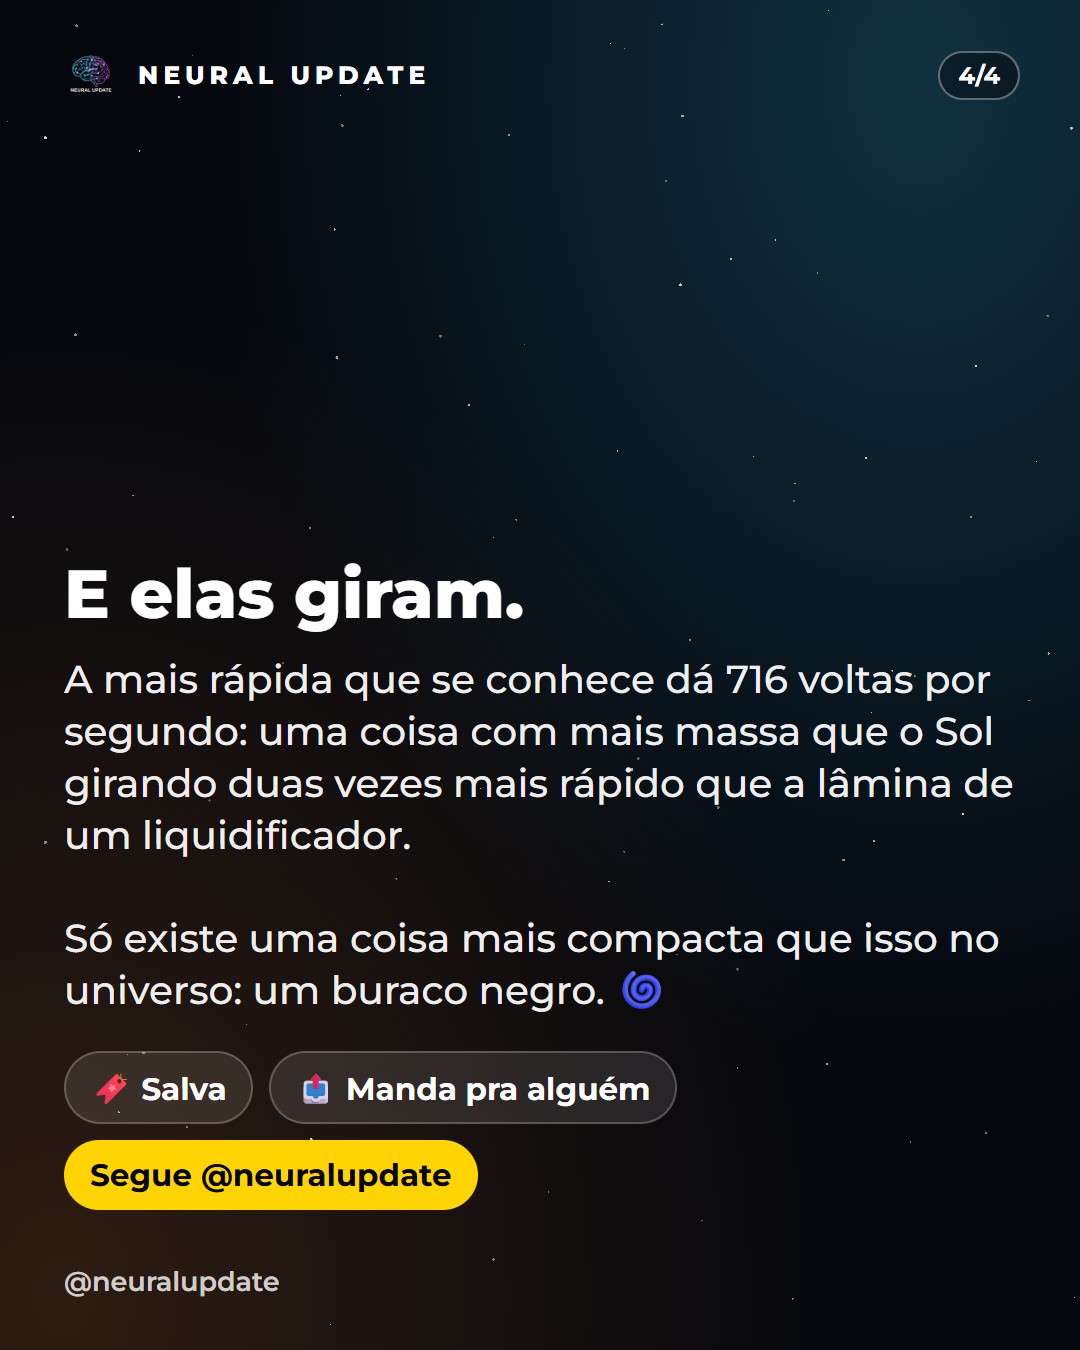 NEURAL UPDATE
NEURAL UPDATE
4/4
E elas giram.
A mais rápida que se conhece dá 716 voltas por
segundo: uma coisa com mais massa que o Sol
girando duas vezes mais rápido que a lâmina de
um liquidificador.
Só existe uma coisa mais compacta que isso no
universo: um buraco negro. 🌀
🔖 Salva
📤 Manda pra alguém
Segue @neuralupdate
@neuralupdate